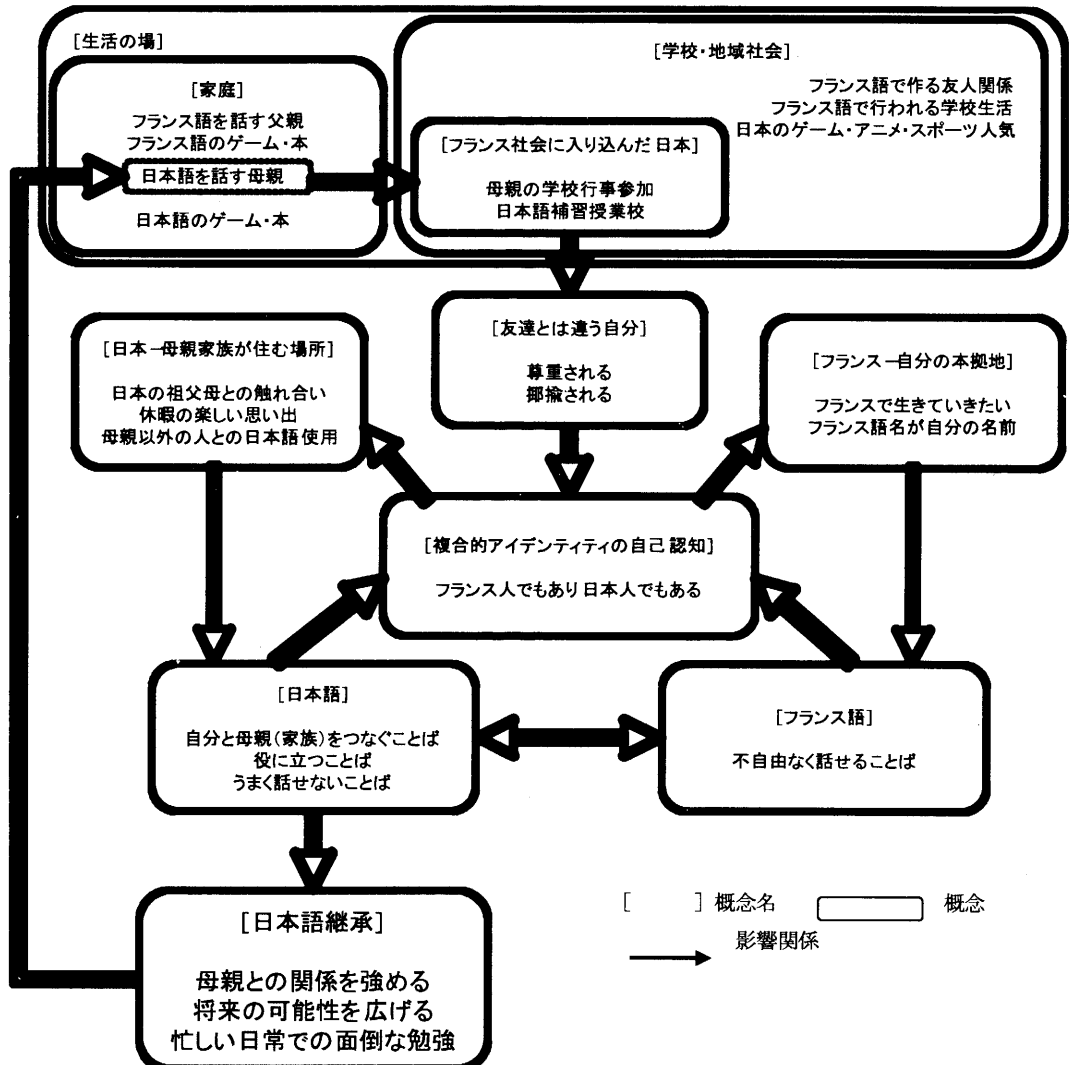 [生活の場]
[家庭]
フランス語を話す父親
フランス語のゲーム・本
日本語を話す母親
日本語のゲーム・本
[学校・地域社会]
フランス語で作る友人関係
フランス語で行われる学校生活
日本のゲーム・アニメ・スポーツ人気
[フランス社会に入り込んだ日本]
母親の学校行事参加
日本語補習授業校
[友達とは違う自分]
尊重される
揶揄される
[日本―母親家族が住む場所]
日本の祖父母との触れ合い
休暇の楽しい思い出
母親以外の人との日本語使用
[フランス―自分の本拠地]
フランスで生きていきたい
フランス語名が自分の名前
[複合的アイデンティティの自己認知]
フランス人でもあり日本人でもある
[日本語]
自分と母親(家族)をつなぐことば
役に立つことば
うまく話せないことば
[フランス語]
不自由なく話せることば
[日本語継承]
母親との関係を強める
将来の可能性を広げる
忙しい日常での面倒な勉強
[ ] 概念名 概念
影響関係